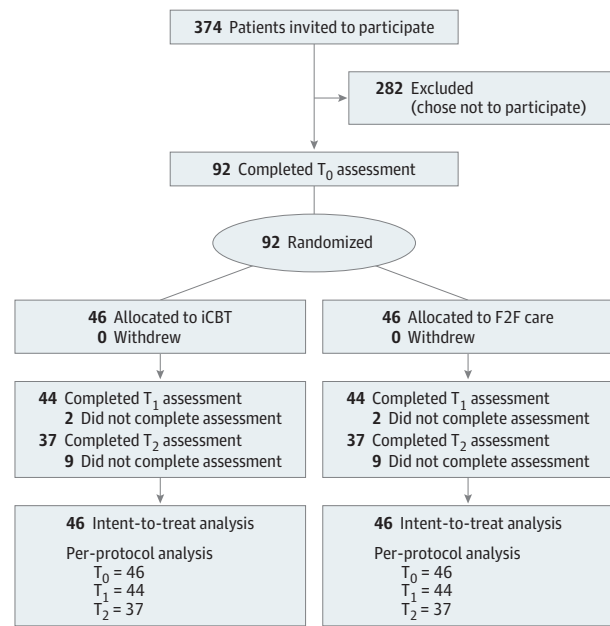 374 Patients invited to participate
282 Excluded
(chose not to participate)
92 Completed T0 assessment
92 Randomized
46 Allocated to iCBT
0 Withdrew
46 Allocated to F2F care
0 Withdrew
44 Completed T1 assessment
2 Did not complete assessment
37 Completed T2 assessment
9 Did not complete assessment
44 Completed T1 assessment
2 Did not complete assessment
37 Completed T2 assessment
9 Did not complete assessment
46 Intent-to-treat analysis
Per-protocol analysis
T0 = 46
T1 = 44
T2 = 37
46 Intent-to-treat analysis
Per-protocol analysis
T0 = 46
T1 = 44
T2 = 37